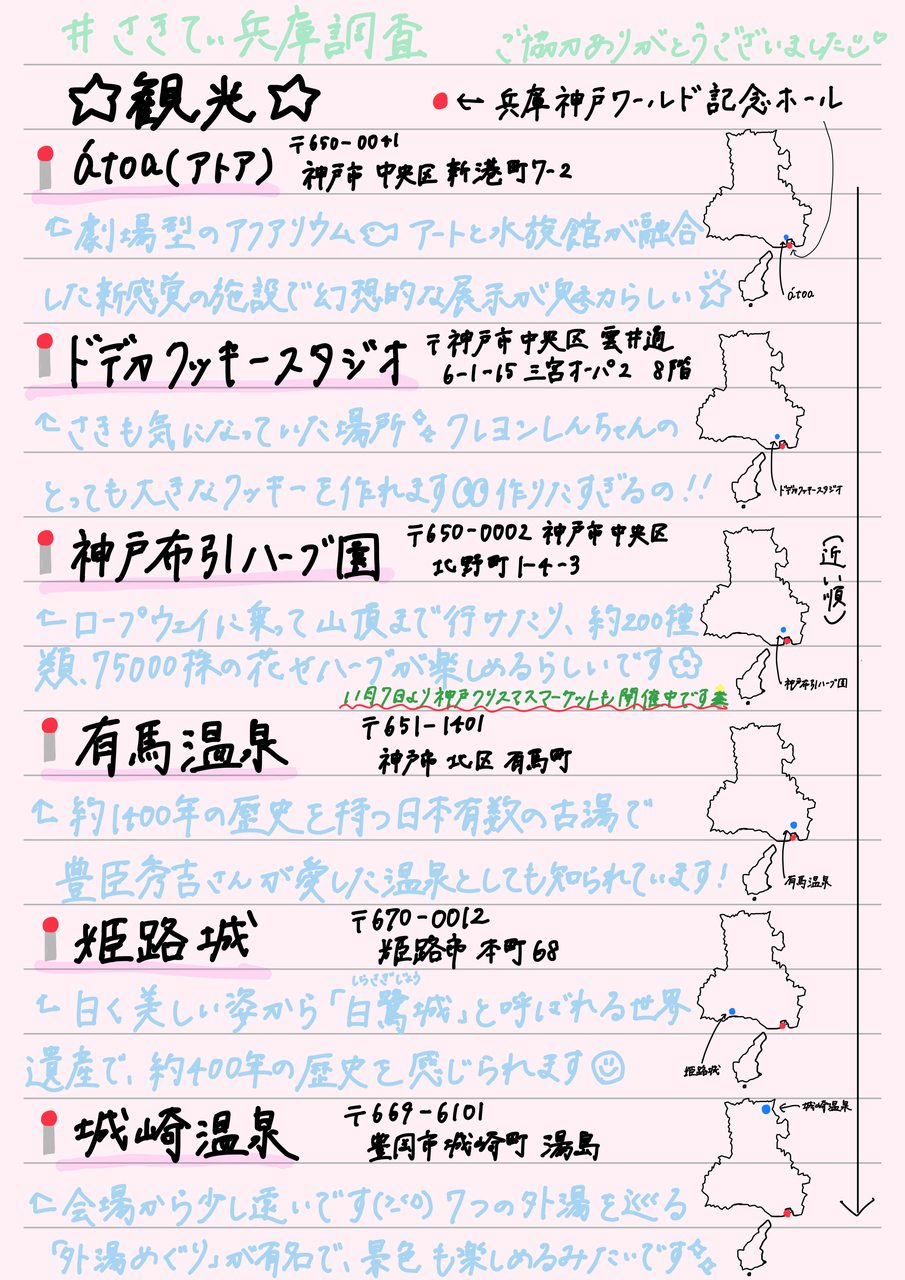 #さきてぃ兵庫調査 ご協力ありがとうございました
☆観光☆ ●← 兵庫神戸ワールド記念ホール
átoa(アトア) 〒650-0041
神戸市 中央区 新港町7-2
←劇場型のアクアリウム アートと水族館が融合
した新感覚の施設で幻想的な展示が魅力らしい☆
átoa
ドデカクッキースタジオ 〒神戸市中央区 雲井通
6-1-15 三宮オーパ2 8階
←さきも気になっていた場所 クレヨンしんちゃんの
とっても大きなクッキーを作れます 作りたすぎるの!!
ドデカクッキースタジオ
神戸布引ハーブ園 〒650-0002 神戸市中央区
北野町1-4-3
(近い順)
←ロープウェイに乗って山頂まで行けたり、約200種
類、75000株の花やハーブが楽しめるらしいです
神戸布引ハーブ園
11月7日より神戸クリスマスマーケットも開催中です
有馬温泉 〒651-1401
神戸市 北区 有馬町
←約1400年の歴史を持つ日本有数の古湯で
豊臣秀吉さんが愛した温泉としても知られています!
有馬温泉
姫路城 〒670-0012
姫路市 本町68
しらさぎじょう
←白く美しい姿から「白鷺城」と呼ばれる世界
遺産で、約400年の歴史を感じられます
姫路城
城崎温泉 〒669-6101
豊岡市城崎町 湯島
←城崎温泉
←会場から少し遠いです 7つの外湯を巡る
「外湯めぐり」が有名で、景色も楽しめるみたいです